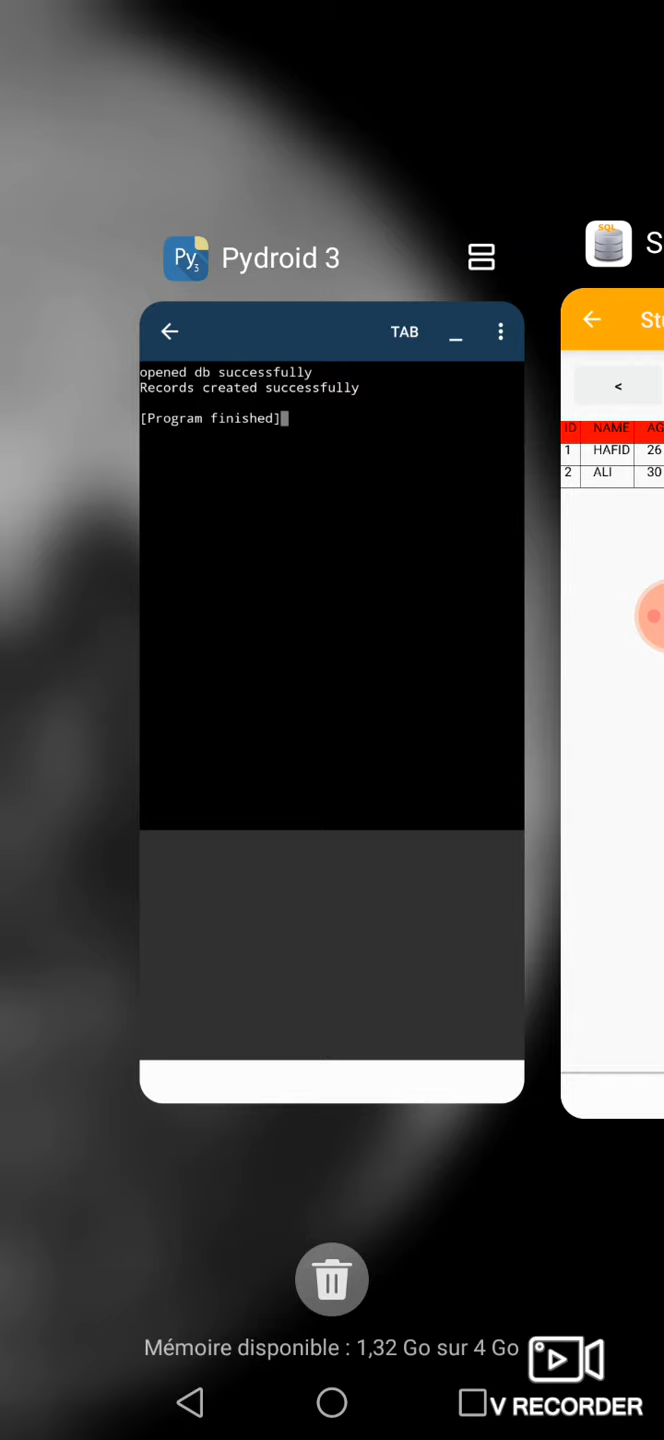 Pydroid 3
TAB
opened db successfully
Records created successfully
[Program finished]
SQL
<
ID NAME
1 HAFID 26
2 ALI 30
Mémoire disponible : 1,32 Go sur 4 Go
V RECORDER